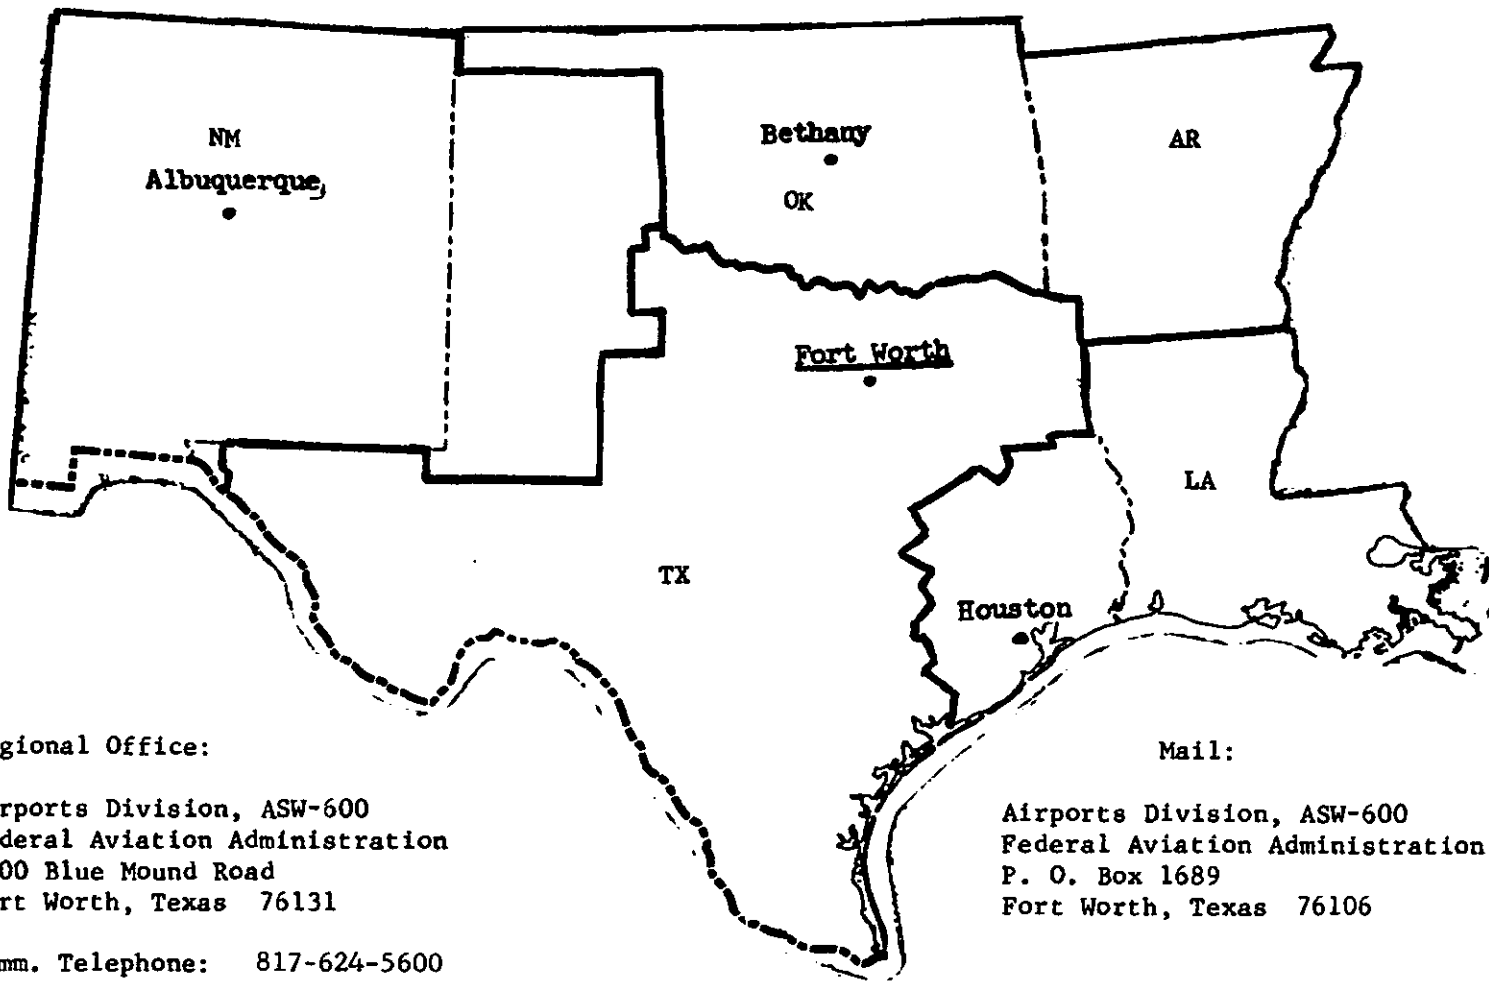 NM
Albuquerque
Bethany
OK
AR
Fort Worth
LA
TX
Houston
gional Office:
rports Division, ASW-600
deral Aviation Administration
00 Blue Mound Road
rt Worth, Texas 76131
mm. Telephone: 817-624-5600
Mail:
Airports Division, ASW-600
Federal Aviation Administration
P. O. Box 1689
Fort Worth, Texas 76106